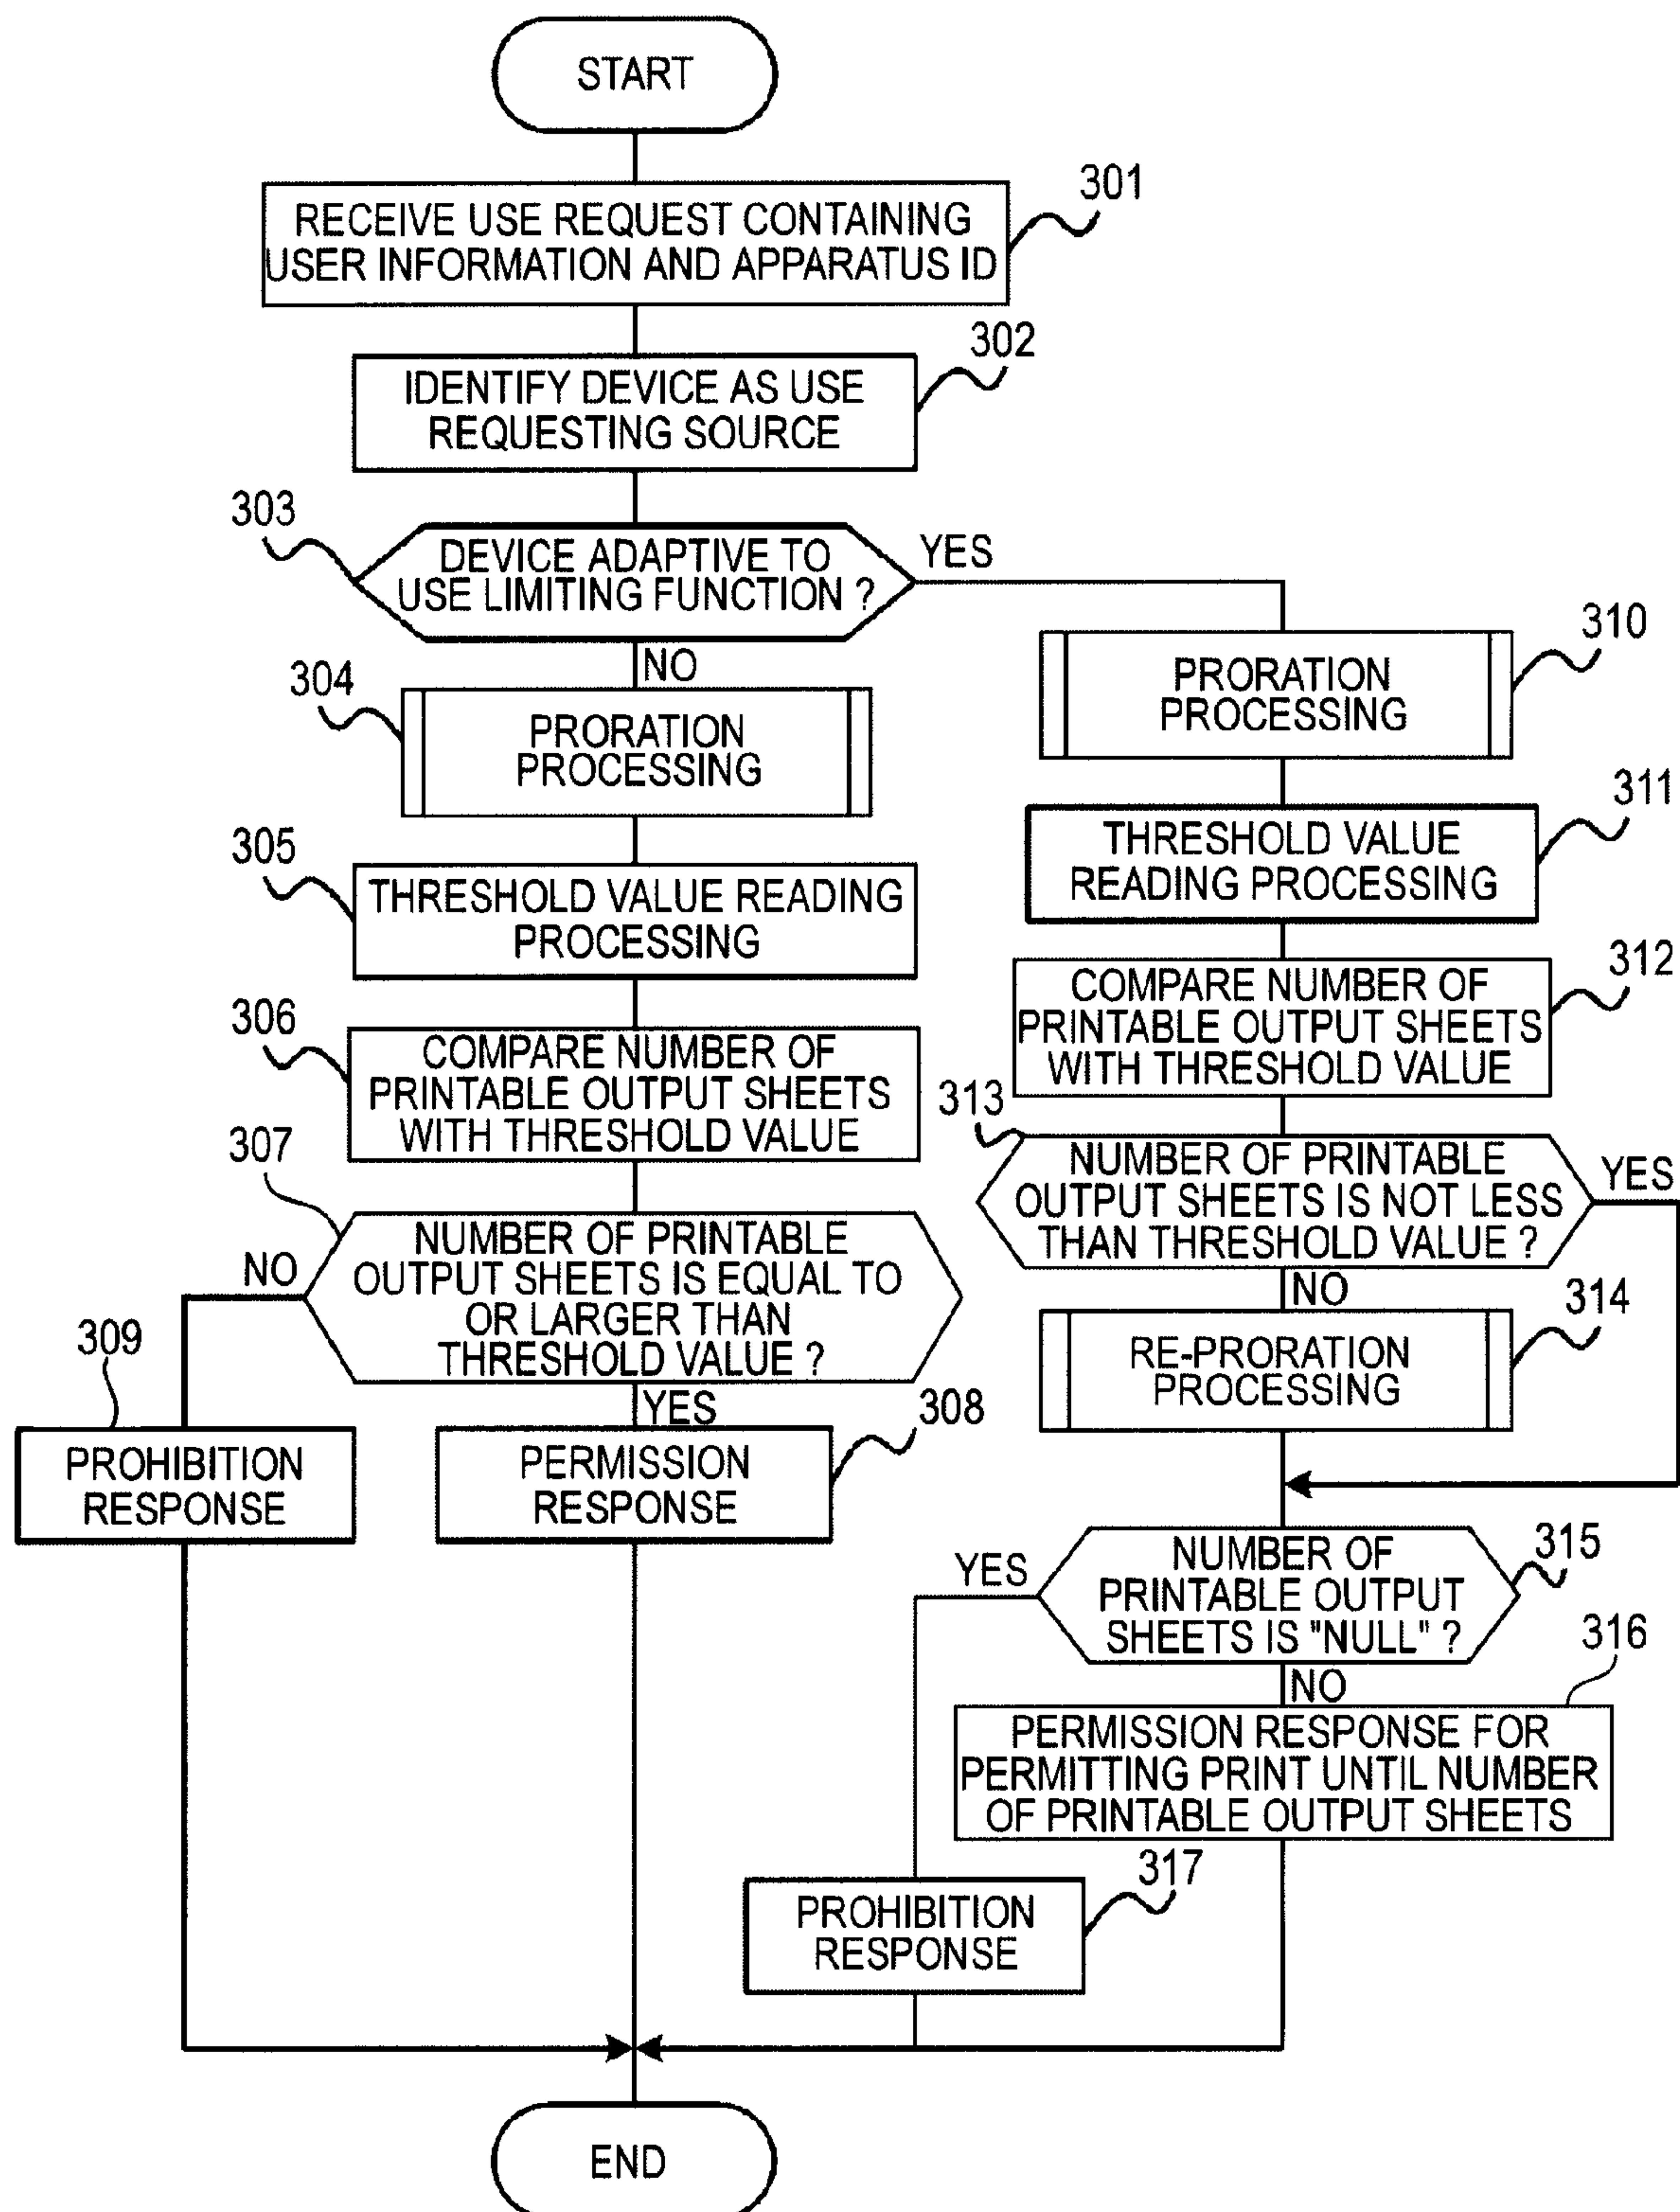 START
301
RECEIVE USE REQUEST CONTAINING
USER INFORMATION AND APPARATUS ID
302
IDENTIFY DEVICE AS USE
REQUESTING SOURCE
303
DEVICE ADAPTIVE TO
USE LIMITING FUNCTION ?
YES
NO
304
PRORATION
PROCESSING
305
THRESHOLD VALUE READING
PROCESSING
306
COMPARE NUMBER OF
PRINTABLE OUTPUT SHEETS
WITH THRESHOLD VALUE
307
NUMBER OF PRINTABLE
OUTPUT SHEETS IS EQUAL TO
OR LARGER THAN
THRESHOLD VALUE ?
NO
YES
309
PROHIBITION
RESPONSE
308
PERMISSION
RESPONSE
310
PRORATION
PROCESSING
311
THRESHOLD VALUE
READING PROCESSING
312
COMPARE NUMBER OF
PRINTABLE OUTPUT SHEETS
WITH THRESHOLD VALUE
313
NUMBER OF PRINTABLE
OUTPUT SHEETS IS NOT LESS
THAN THRESHOLD VALUE ?
YES
NO
314
RE-PRORATION
PROCESSING
315
NUMBER OF
PRINTABLE OUTPUT
SHEETS IS "NULL" ?
YES
NO
316
PERMISSION RESPONSE FOR
PERMITTING PRINT UNTIL NUMBER
OF PRINTABLE OUTPUT SHEETS
317
PROHIBITION
RESPONSE
END